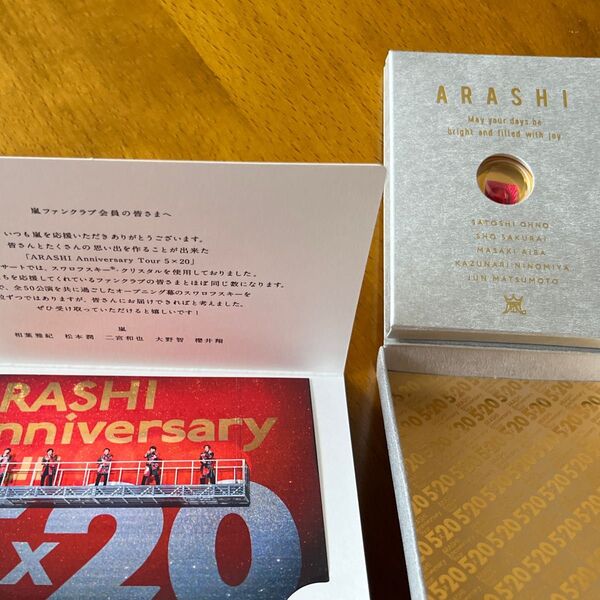 嵐ファンクラブ会員の皆さまへ
いつも嵐を応援いただきありがとうございます。
皆さんとたくさんの思い出を作ることが出来た
「ARASHI Anniversary Tour 5×20」
サートでは、スワロフスキー®・クリスタルを使用しておりました。
ちを応援してくれているファンクラブの皆さまとほぼ同じ数になります。
で、全50公演を共に過ごしたオープニング幕のスワロフスキーを
ずつではありますが、皆さんにお届けできればと考えました。
ぜひ受け取っていただけると嬉しいです！
嵐
相葉雅紀 松本潤 二宮和也 大野智 櫻井翔
ARASHI
Anniversary
×20
ARASHI
May your days be
bright and filled with joy.
SATOSHI OHNO
SHO SAKURAI
MASAKI AIBA
KAZUNARI NINOMIYA
JUN MATSUMOTO
嵐
520 520 520